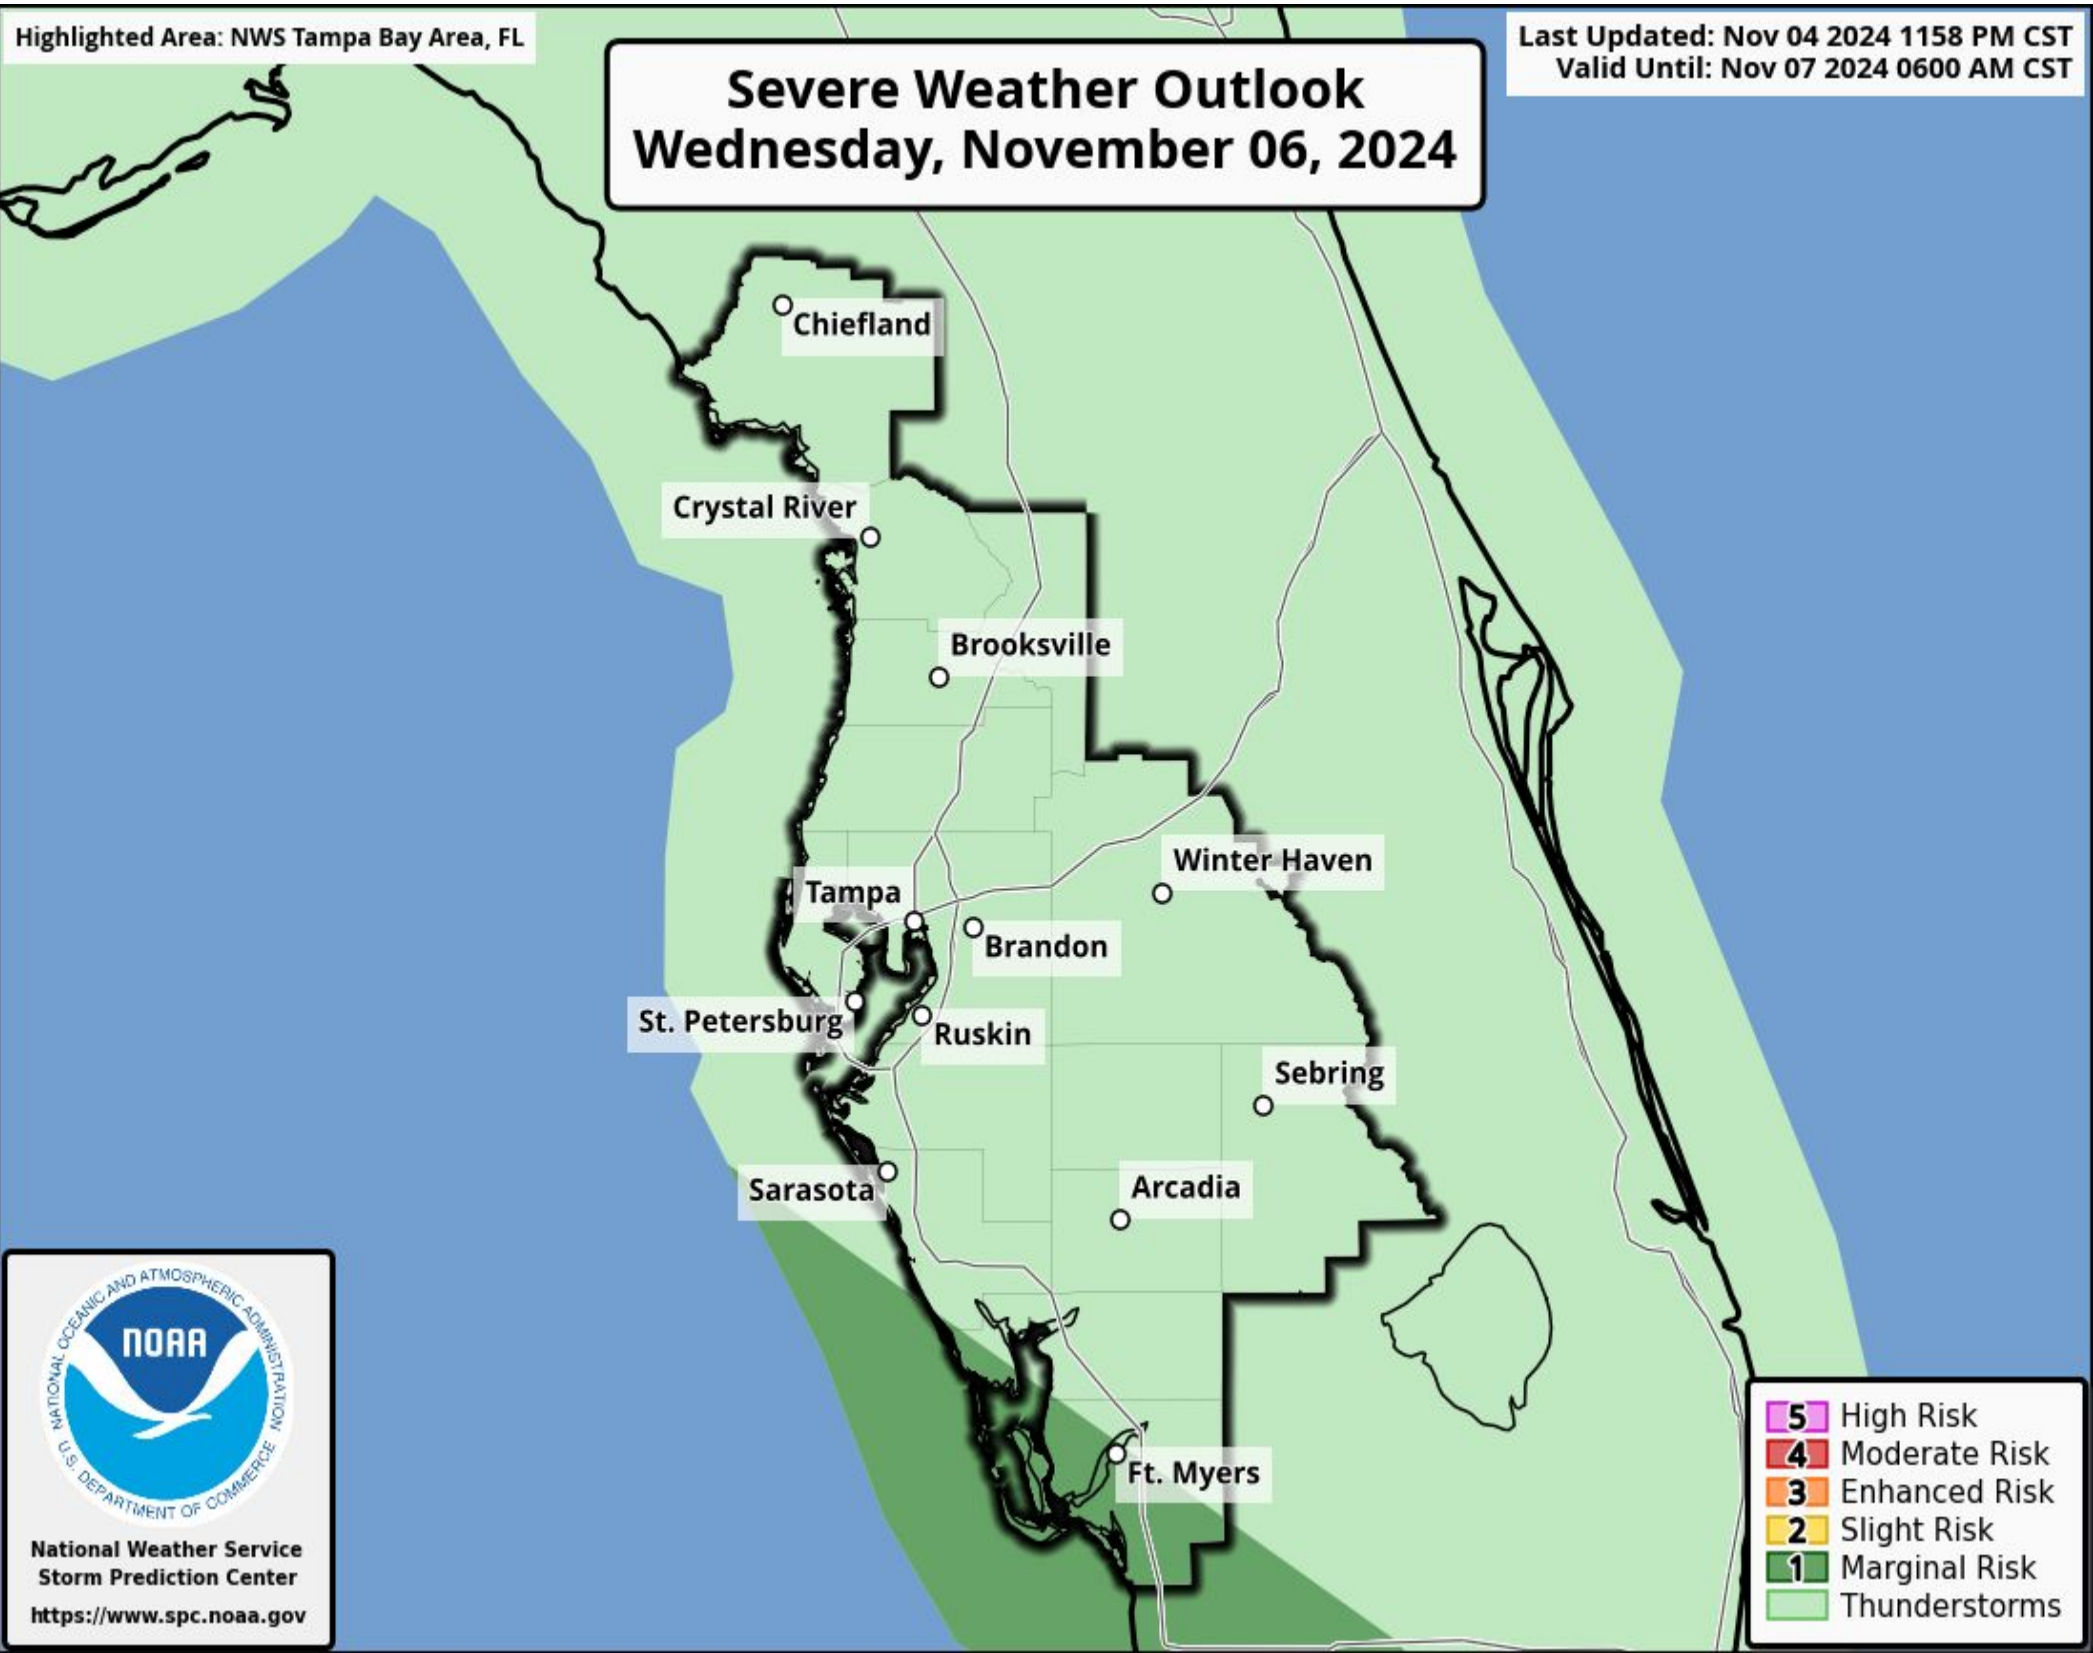 Highlighted Area: NWS Tampa Bay Area, FL
Last Updated: Nov 04 2024 1158 PM CST
Valid Until: Nov 07 2024 0600 AM CST
Severe Weather Outlook
Wednesday, November 06, 2024
Chiefland
Crystal River
Brooksville
Winter Haven
Tampa
Brandon
St. Petersburg
Ruskin
Sebring
Sarasota
Arcadia
Ft. Myers
NATIONAL OCEANIC AND ATMOSPHERIC ADMINISTRATION
NOAA
U.S. DEPARTMENT OF COMMERCE
National Weather Service
Storm Prediction Center
https://www.spc.noaa.gov
5 High Risk
4 Moderate Risk
3 Enhanced Risk
2 Slight Risk
1 Marginal Risk
Thunderstorms